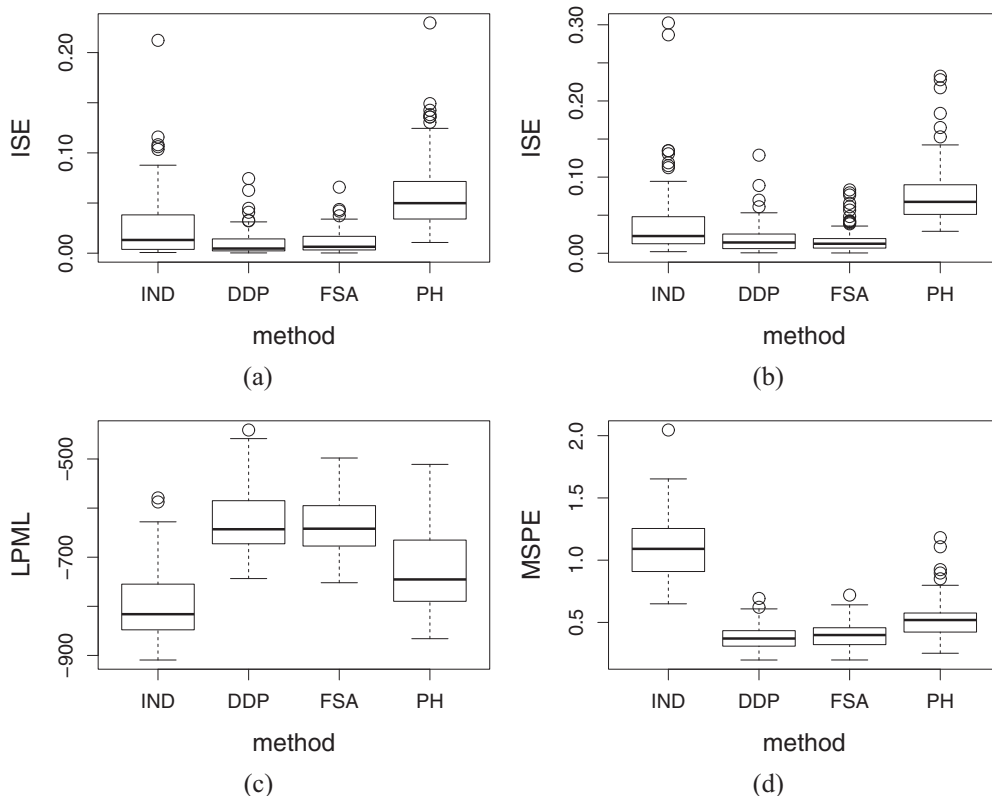 ISE
0.00 0.10 0.20
IND DDP FSA PH
method
(a)
ISE
0.00 0.10 0.20 0.30
IND DDP FSA PH
method
(b)
LPML
-900 -700 -500
IND DDP FSA PH
method
(c)
MSPE
0.5 1.0 1.5 2.0
IND DDP FSA PH
method
(d)